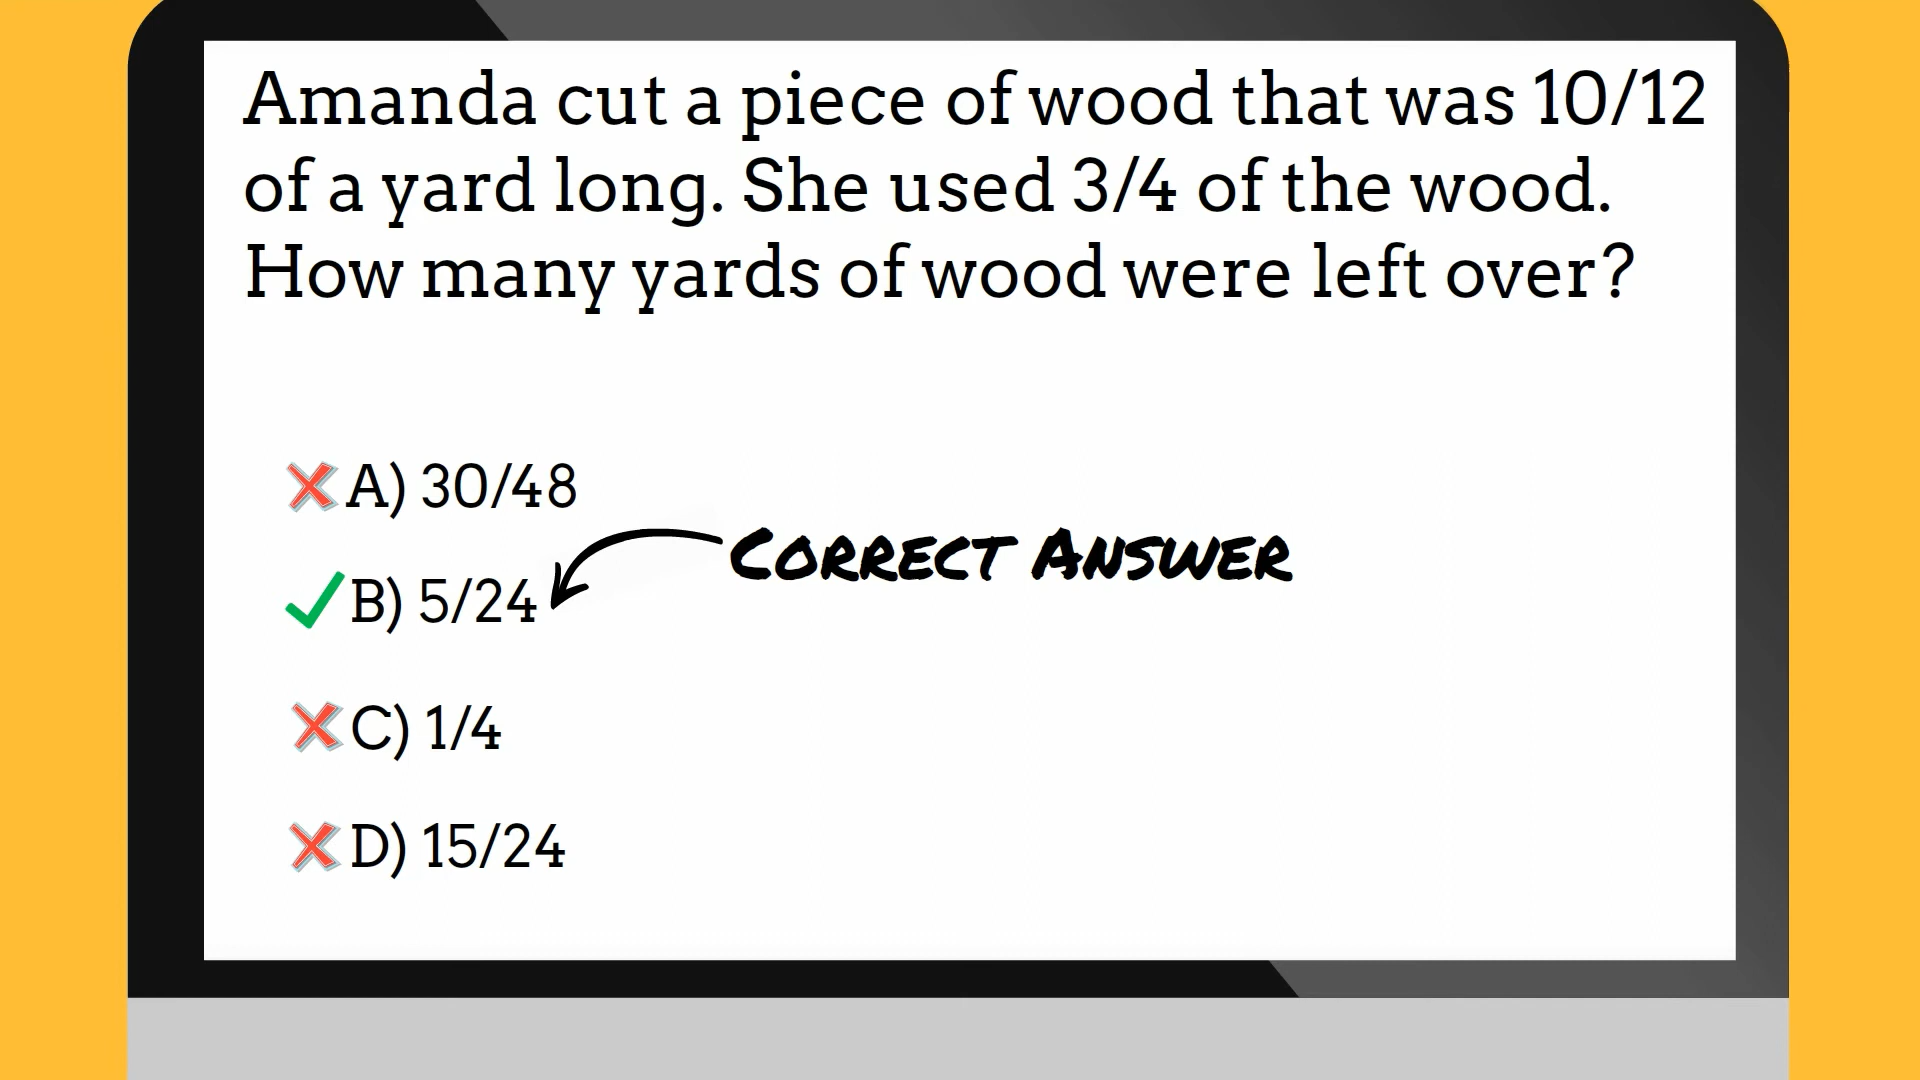 Amanda cut a piece of wood that was 10/12
of a yard long. She used 3/4 of the wood.
How many yards of wood were left over?
A) 30/48
Correct Answer
B) 5/24
C) 1/4
D) 15/24